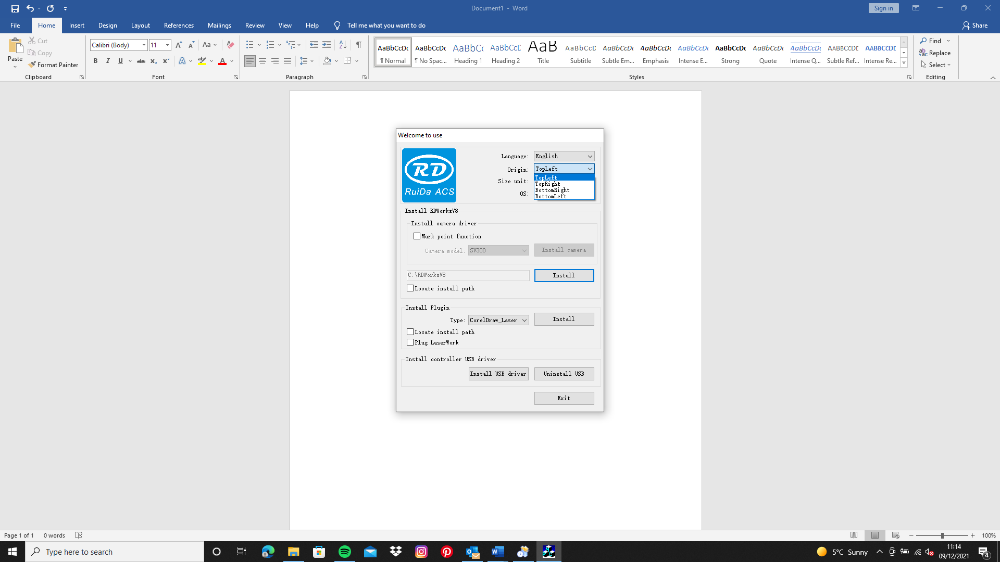 Document1 - Word
Sign in
File Home Insert Design Layout References Mailings Review View Help Tell me what you want to do Share
Paste
Cut
Copy
Format Painter
Clipboard
Calibri (Body) 11
Font
Paragraph
AaBbCcDc ¶ Normal
AaBbCcDc ¶ No Spac...
AaBbCc Heading 1
AaBbCcD Heading 2
AaB Title
AaBbCcD Subtitle
AaBbCcDc Subtle Em...
AaBbCcDc Emphasis
AaBbCcDc Intense E...
AaBbCcDc Strong
AaBbCcDc Quote
AaBbCcDc Intense Q...
AaBbCcDc Subtle Ref...
AaBbCcDc Intense Re...
Styles
Find
Replace
Select
Editing
Welcome to use
RD
RuiDa ACS
Language: English
Origin: TopLeft
TopLeft
TopRight
BottomRight
BottomLeft
Size unit:
OS:
Install RDWorksV8
Install camera driver
Mark point function
Camera model: SV300 Install camera
C:\RDWorksV8 Install
Locate install path
Install Plugin
Type: CorelDraw_Laser Install
Locate install path
Plug LaserWork
Install controller USB driver
Install USB driver Uninstall USB
Exit
Page 1 of 1 0 words 100%
Type here to search
5°C Sunny
11:14
09/12/2021
4